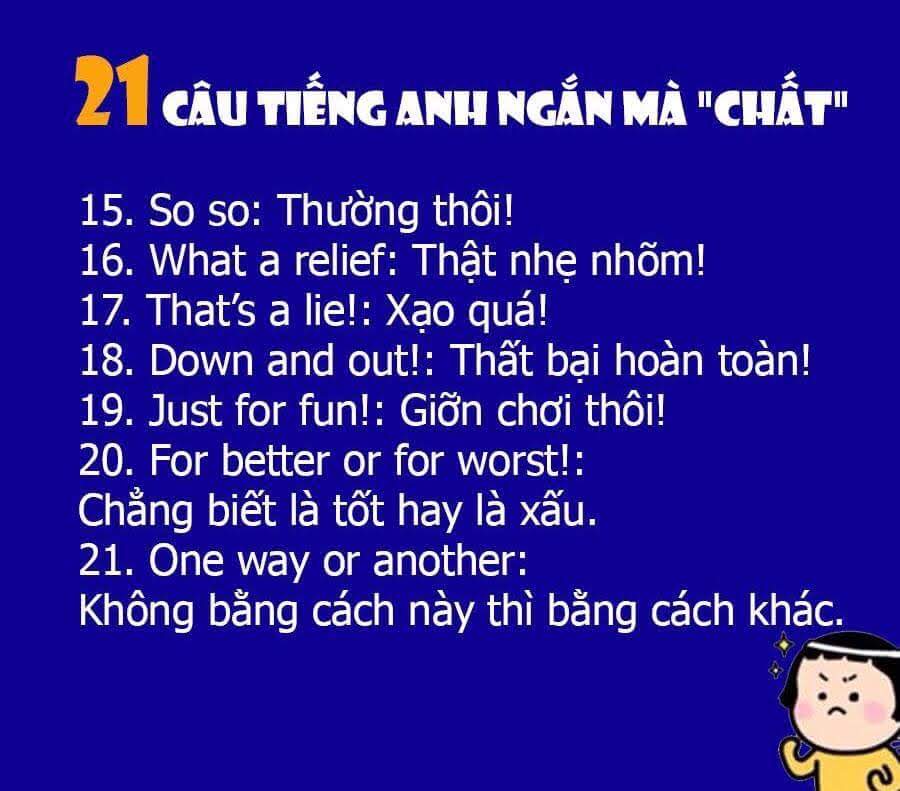 21 CÂU TIẾNG ANH NGẮN MÀ "CHẤT"
15. So so: Thường thôi!
16. What a relief: Thật nhẹ nhõm!
17. That's a lie!: Xạo quá!
18. Down and out!: Thất bại hoàn toàn!
19. Just for fun!: Giỡn chơi thôi!
20. For better or for worst!:
Chẳng biết là tốt hay là xấu.
21. One way or another:
Không bằng cách này thì bằng cách khác.